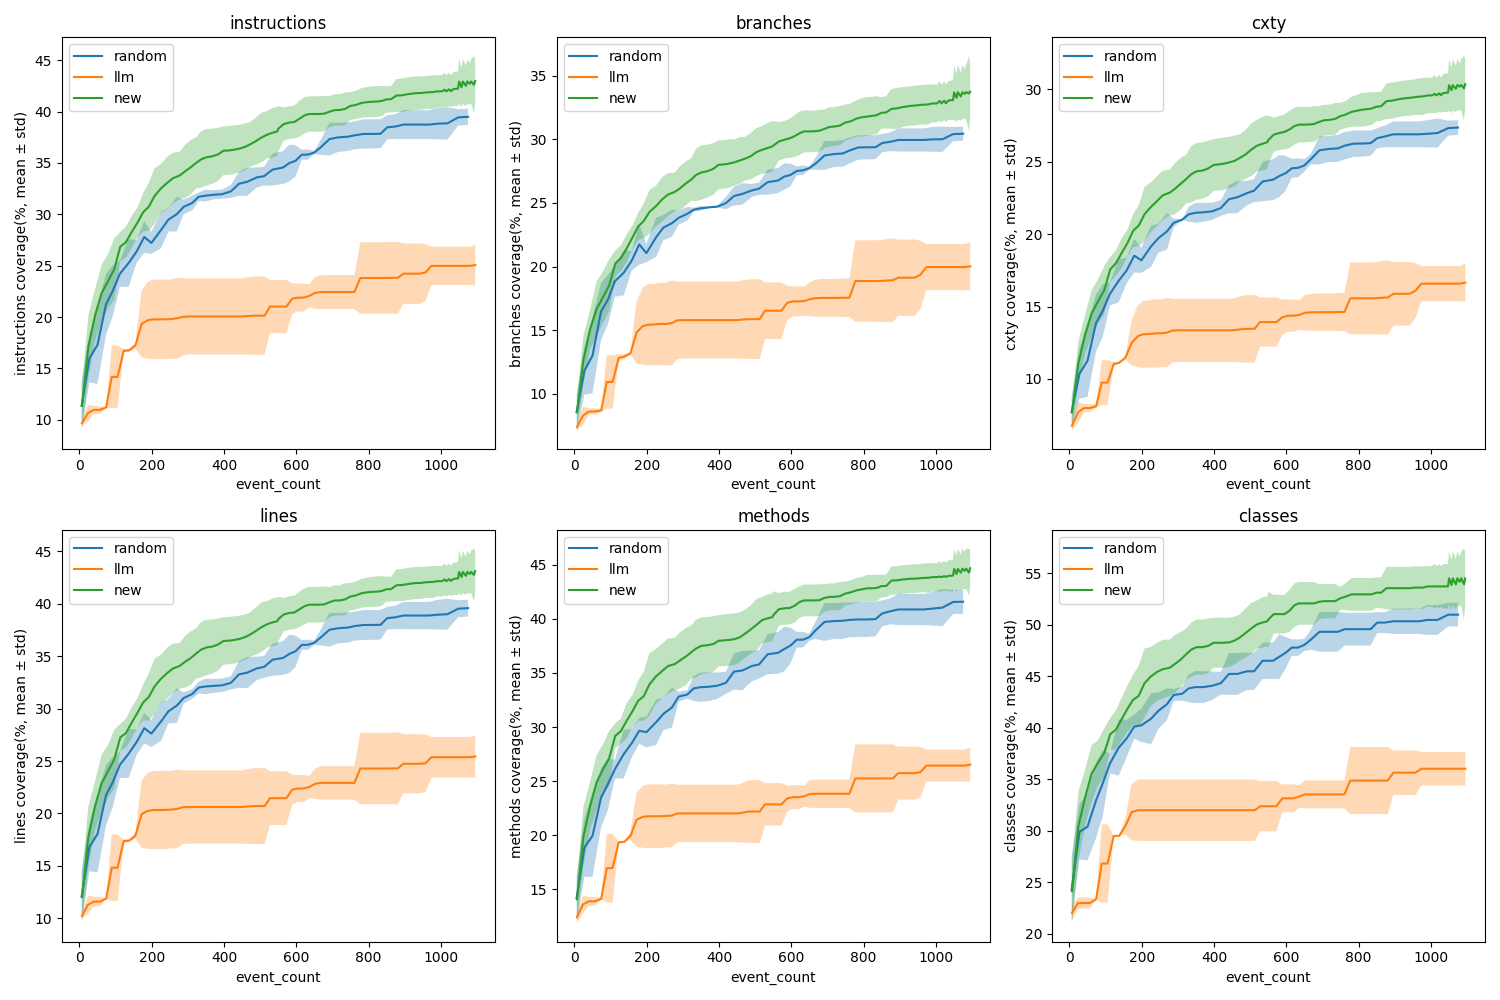 instructions
instructions coverage(%, mean ± std)
45
40
35
30
25
20
15
10
random
llm
new
0 200 400 600 800 1000
event_count
branches
branches coverage(%, mean ± std)
35
30
25
20
15
10
random
llm
new
0 200 400 600 800 1000
event_count
cxty
cxty coverage(%, mean ± std)
30
25
20
15
10
random
llm
new
0 200 400 600 800 1000
event_count
lines
lines coverage(%, mean ± std)
45
40
35
30
25
20
15
10
random
llm
new
0 200 400 600 800 1000
event_count
methods
methods coverage(%, mean ± std)
45
40
35
30
25
20
15
random
llm
new
0 200 400 600 800 1000
event_count
classes
classes coverage(%, mean ± std)
55
50
45
40
35
30
25
20
random
llm
new
0 200 400 600 800 1000
event_count